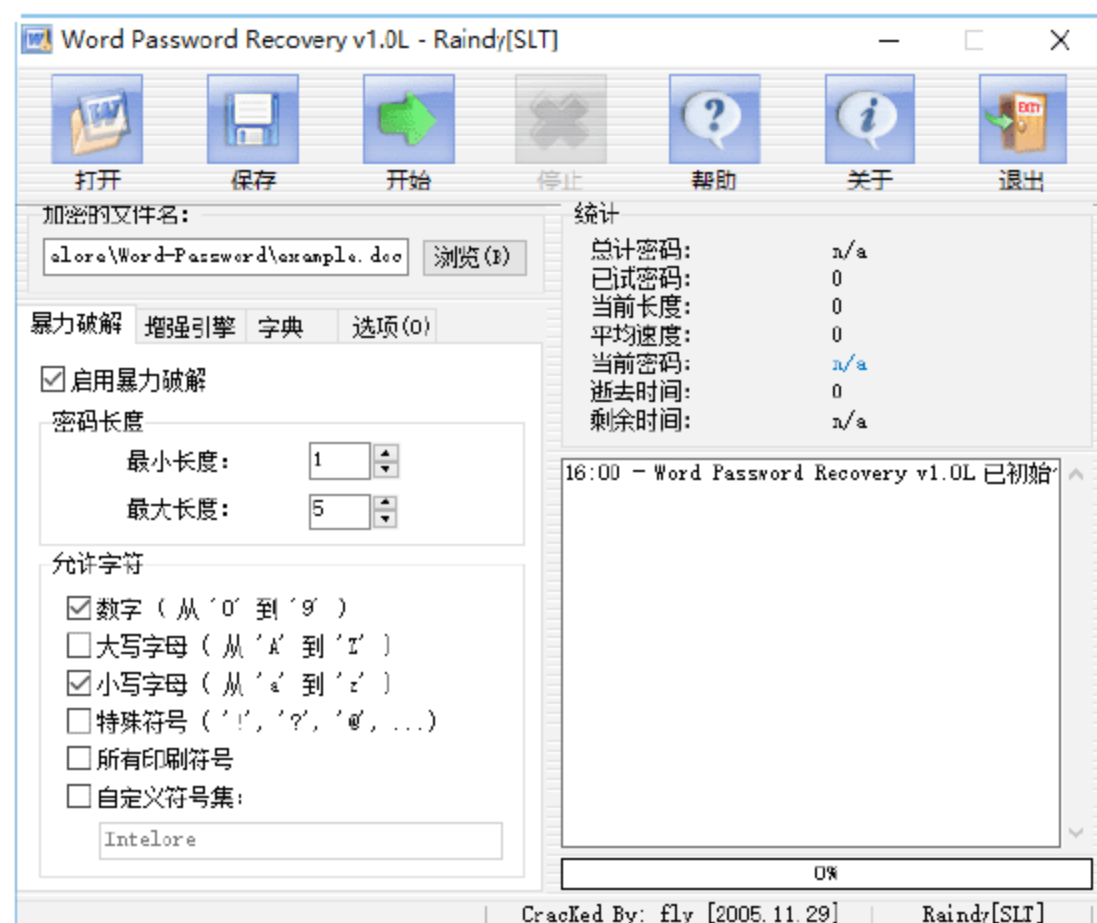 Word Password Recovery v1.0L - Raindy[SLT]
打开 保存 开始 停止 帮助 关于 退出
加密的文件名:
elore\Word-Password\example.doc 浏览(B)
暴力破解 增强引擎 字典 选项(O)
启用暴力破解
密码长度
最小长度: 1
最大长度: 5
允许字符
数字 ( 从 '0' 到 '9' )
大写字母 ( 从 'A' 到 'Z' )
小写字母 ( 从 'a' 到 'z' )
特殊符号 ( '!', '?', '@', ...)
所有印刷符号
自定义符号集:
Intelore
统计
总计密码: n/a
已试密码: 0
当前长度: 0
平均速度: 0
当前密码: n/a
逝去时间: 0
剩余时间: n/a
16:00 - Word Password Recovery v1.0L 已初始
0%
CracKed By: fly [2005.11.29] Raindy[SLT]